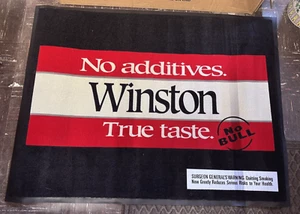 No additives.
Winston
True taste.
No
BULL
SURGEON GENERAL'S WARNING: Quitting Smoking
Now Greatly Reduces Serious Risks to Your Health.